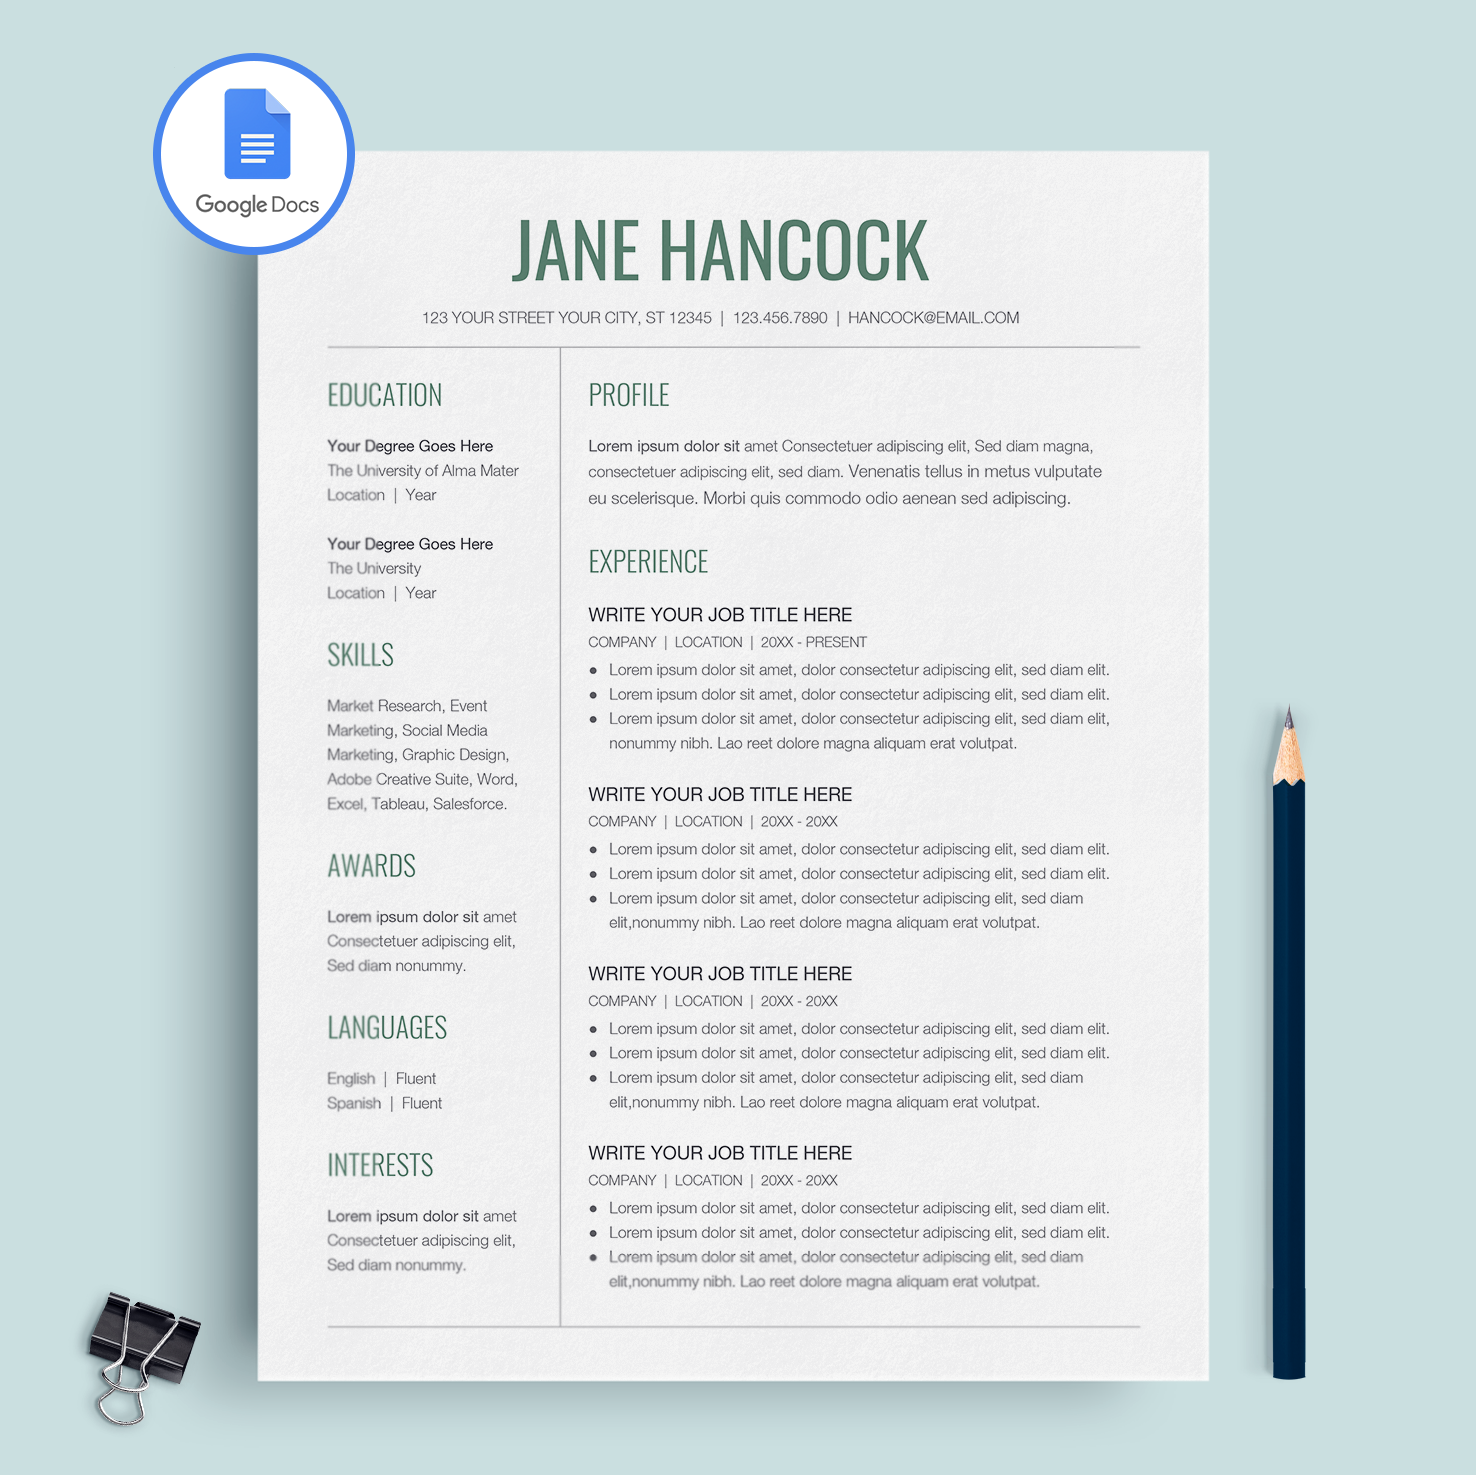 Google Docs
JANE HANCOCK
123 YOUR STREET YOUR CITY, ST 12345 | 123.456.7890 | HANCOCK@EMAIL.COM
EDUCATION
Your Degree Goes Here
The University of Alma Mater
Location | Year
Your Degree Goes Here
The University
Location | Year
SKILLS
Market Research, Event
Marketing, Social Media
Marketing, Graphic Design,
Adobe Creative Suite, Word,
Excel, Tableau, Salesforce.
AWARDS
Lorem ipsum dolor sit amet
Consectetuer adipiscing elit,
Sed diam nonummy.
LANGUAGES
English | Fluent
Spanish | Fluent
INTERESTS
Lorem ipsum dolor sit amet
Consectetuer adipiscing elit,
Sed diam nonummy.
PROFILE
Lorem ipsum dolor sit amet Consectetuer adipiscing elit, Sed diam magna,
consectetuer adipiscing elit, sed diam. Venenatis tellus in metus vulputate
eu scelerisque. Morbi quis commodo odio aenean sed adipiscing.
EXPERIENCE
WRITE YOUR JOB TITLE HERE
COMPANY | LOCATION | 20XX - PRESENT
● Lorem ipsum dolor sit amet, dolor consectetur adipiscing elit, sed diam elit.
● Lorem ipsum dolor sit amet, dolor consectetur adipiscing elit, sed diam elit.
● Lorem ipsum dolor sit amet, dolor consectetur adipiscing elit, sed diam elit,
nonummy nibh. Lao reet dolore magna aliquam erat volutpat.
WRITE YOUR JOB TITLE HERE
COMPANY | LOCATION | 20XX - 20XX
● Lorem ipsum dolor sit amet, dolor consectetur adipiscing elit, sed diam elit.
● Lorem ipsum dolor sit amet, dolor consectetur adipiscing elit, sed diam elit.
● Lorem ipsum dolor sit amet, dolor consectetur adipiscing elit, sed diam
elit,nonummy nibh. Lao reet dolore magna aliquam erat volutpat.
WRITE YOUR JOB TITLE HERE
COMPANY | LOCATION | 20XX - 20XX
● Lorem ipsum dolor sit amet, dolor consectetur adipiscing elit, sed diam elit.
● Lorem ipsum dolor sit amet, dolor consectetur adipiscing elit, sed diam elit.
● Lorem ipsum dolor sit amet, dolor consectetur adipiscing elit, sed diam
elit,nonummy nibh. Lao reet dolore magna aliquam erat volutpat.
WRITE YOUR JOB TITLE HERE
COMPANY | LOCATION | 20XX - 20XX
● Lorem ipsum dolor sit amet, dolor consectetur adipiscing elit, sed diam elit.
● Lorem ipsum dolor sit amet, dolor consectetur adipiscing elit, sed diam elit.
● Lorem ipsum dolor sit amet, dolor consectetur adipiscing elit, sed diam
elit,nonummy nibh. Lao reet dolore magna aliquam erat volutpat.